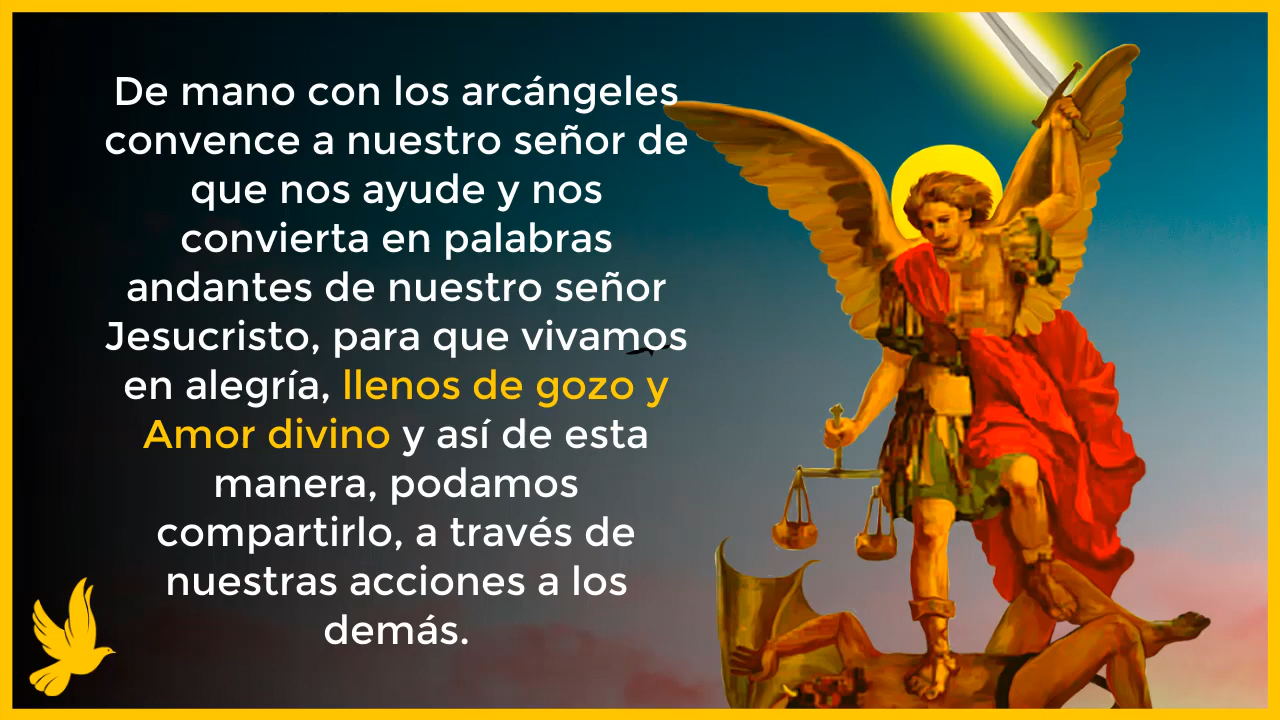 De mano con los arcángeles
convence a nuestro señor de
que nos ayude y nos
convierta en palabras
andantes de nuestro señor
Jesucristo, para que vivamos
en alegría, llenos de gozo y
Amor divino y así de esta
manera, podamos
compartirlo, a través de
nuestras acciones a los
demás.